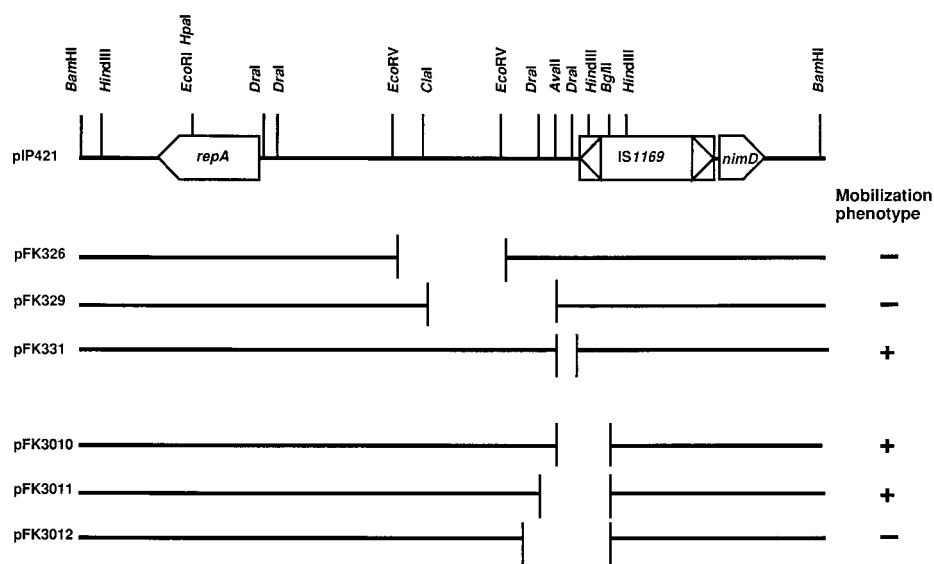 BamHI HindIII EcoRI HpaI DraI DraI EcoRV ClaI EcoRV DraI AvaII DraI HindIII BglII HindIII BamHI
pIP421 repA IS1169 nimD
Mobilization
phenotype
pFK326 −
pFK329 −
pFK331 +
pFK3010 +
pFK3011 +
pFK3012 −